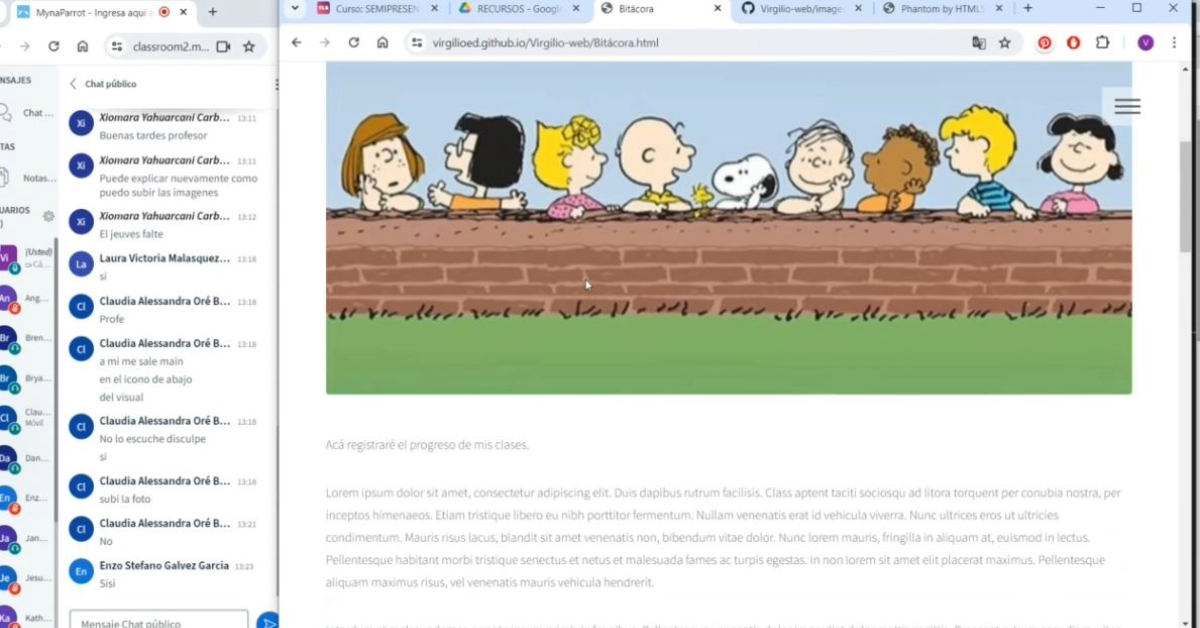 MynaParrot - Ingresa aquí a
Curso: SEMIPRESEN
RECURSOS - Google
Bitácora
Virgilio-web/image
Phantom by HTML5
classroom2.m...
virgilioed.github.io/Virgilio-web/Bitácora.html
V
NSAJES
Chat ...
TAS
Notas...
UARIOS
)
Vi
(Usted)
An
Ang...
Br
Bren...
Br
Brya...
Cl
Clau...
Móvil
Da
Dan...
En
Enz...
Ja
Jan...
Je
Jesu...
Ka
Kath...
Chat público
Xi
Xiomara Yahuarcani Carb... 13:11
Buenas tardes profesor
Xi
Xiomara Yahuarcani Carb... 13:11
Puede explicar nuevamente como
puedo subir las imagenes
Xi
Xiomara Yahuarcani Carb... 13:12
El jeuves falte
La
Laura Victoria Malasquez... 13:18
si
Cl
Claudia Alessandra Oré B... 13:18
Profe
Cl
Claudia Alessandra Oré B... 13:18
a mi me sale main
en el icono de abajo
del visual
Cl
Claudia Alessandra Oré B... 13:18
No lo escuche disculpe
si
Cl
Claudia Alessandra Oré B... 13:18
subi la foto
Cl
Claudia Alessandra Oré B... 13:21
No
En
Enzo Stefano Galvez Garcia 13:23
Sisi
Mensaje Chat público
Acá registraré el progreso de mis clases.
Lorem ipsum dolor sit amet, consectetur adipiscing elit. Duis dapibus rutrum facilisis. Class aptent taciti sociosqu ad litora torquent per conubia nostra, per
inceptos himenaeos. Etiam tristique libero eu nibh porttitor fermentum. Nullam venenatis erat id vehicula viverra. Nunc ultrices eros ut ultricies
condimentum. Mauris risus lacus, blandit sit amet venenatis non, bibendum vitae dolor. Nunc lorem mauris, fringilla in aliquam at, euismod in lectus.
Pellentesque habitant morbi tristique senectus et netus et malesuada fames ac turpis egestas. In non lorem sit amet elit placerat maximus. Pellentesque
aliquam maximus risus, vel venenatis mauris vehicula hendrerit.